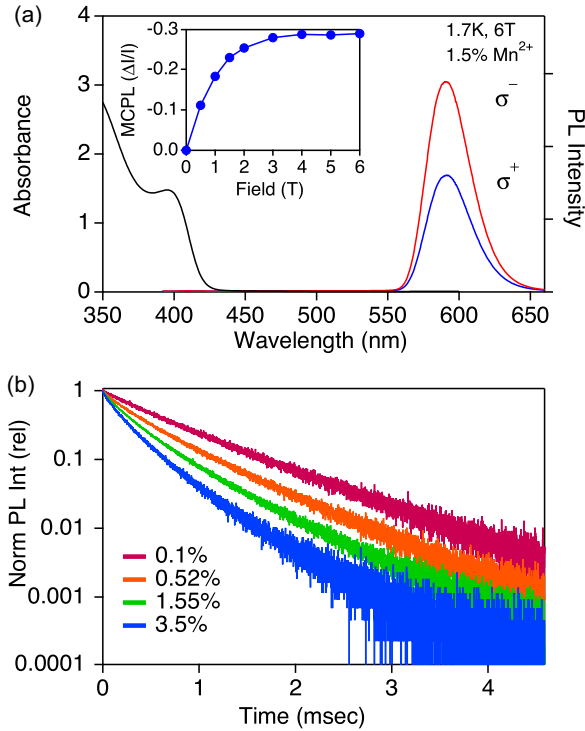 (a)
-0.3
-0.2
-0.1
0.0
MCPL (ΔI/I)
0 1 2 3 4 5 6
Field (T)
1.7K, 6T
1.5% Mn²⁺
σ⁻
σ⁺
4
3
2
1
0
Absorbance
PL Intensity
350 400 450 500 550 600 650
Wavelength (nm)
(b)
1
0.1
0.01
0.001
0.0001
Norm PL Int (rel)
0.1%
0.52%
1.55%
3.5%
0 1 2 3 4
Time (msec)